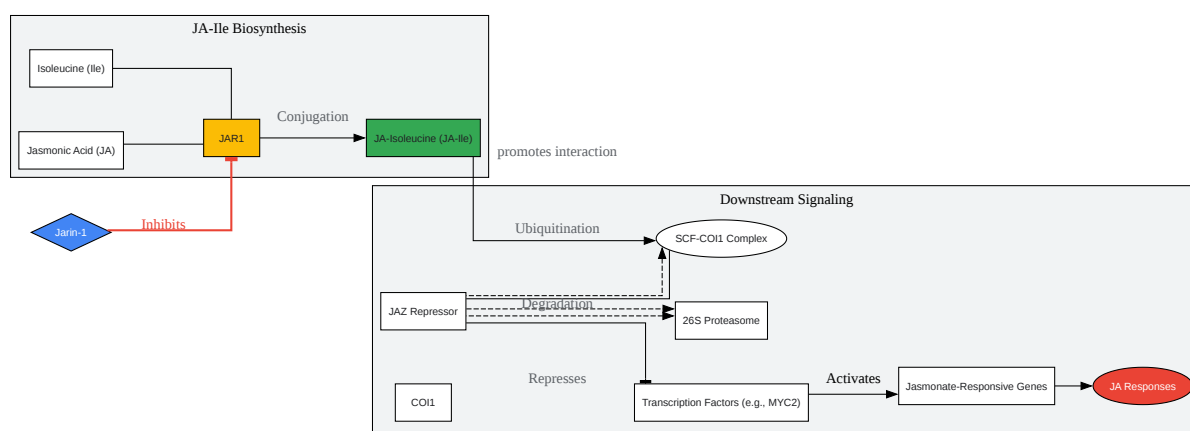 JA-Ile Biosynthesis
Isoleucine (Ile)
Conjugation
JAR1
JA-Isoleucine (JA-Ile)
Jasmonic Acid (JA)
promotes interaction
Downstream Signaling
Inhibits
Jarin-1
Ubiquitination
SCF-COI1 Complex
Degradation
JAZ Repressor
26S Proteasome
Represses
Activates
Jasmonate-Responsive Genes
JA Responses
COI1
Transcription Factors (e.g., MYC2)